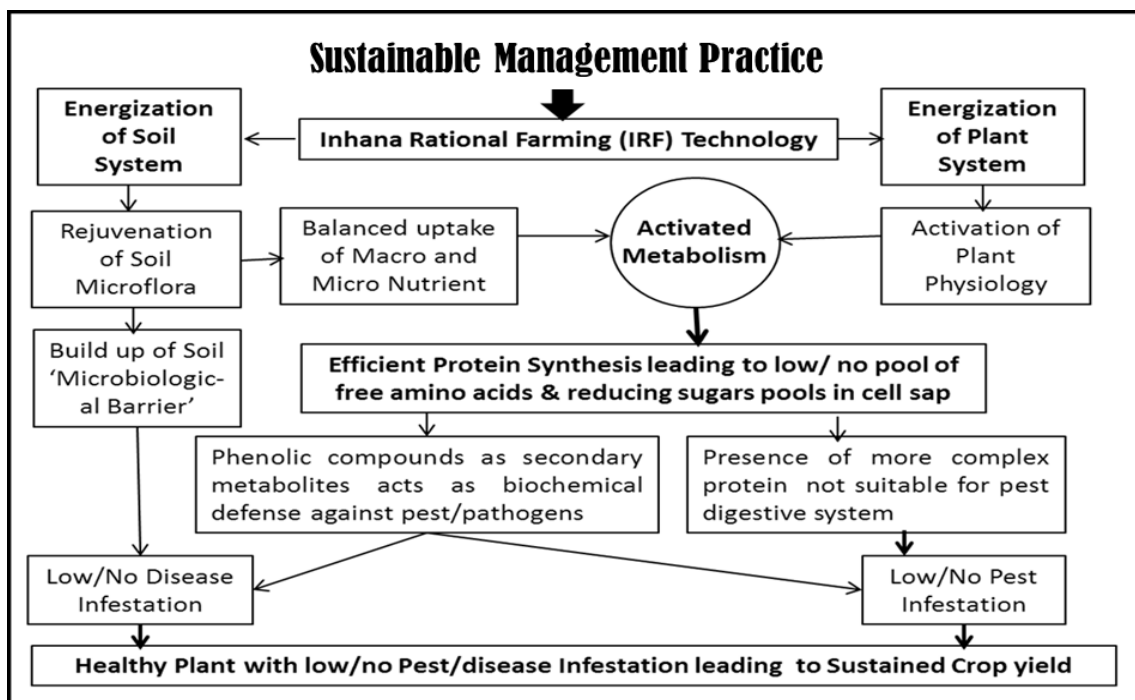 Sustainable Management Practice
Energization
of Soil
System
Inhana Rational Farming (IRF) Technology
Energization
of Plant
System
Rejuvenation
of Soil
Microflora
Balanced uptake
of Macro and
Micro Nutrient
Activated
Metabolism
Activation of
Plant
Physiology
Build up of Soil
‘Microbiologic-
al Barrier’
Efficient Protein Synthesis leading to low/ no pool of
free amino acids & reducing sugars pools in cell sap
Phenolic compounds as secondary
metabolites acts as biochemical
defense against pest/pathogens
Presence of more complex
protein not suitable for pest
digestive system
Low/No Disease
Infestation
Low/No Pest
Infestation
Healthy Plant with low/no Pest/disease Infestation leading to Sustained Crop yield